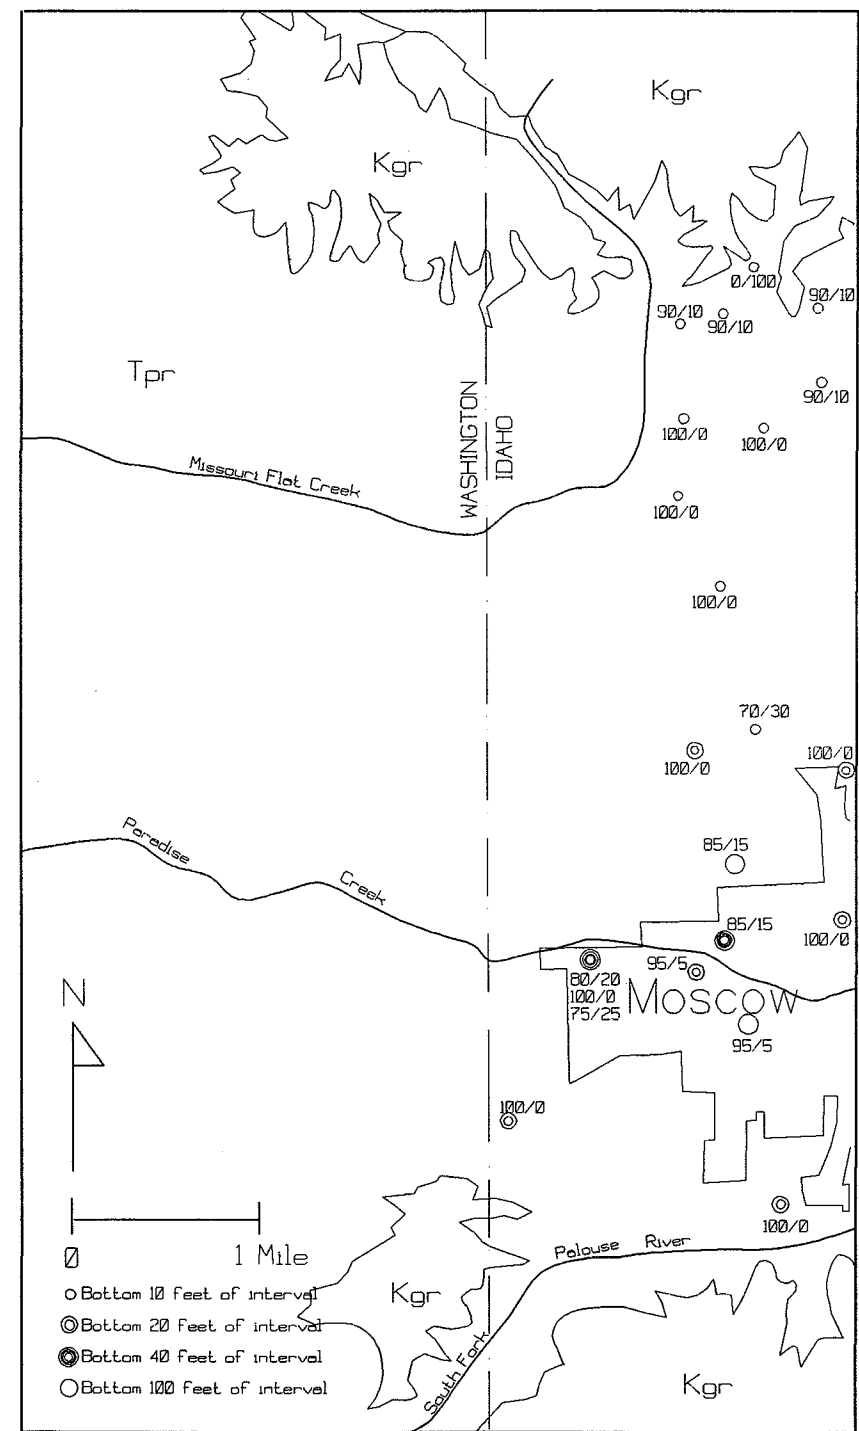 Kgr
Kgr
0/100
90/10
90/10
90/10
90/10
Tpr
100/0
100/0
WASHINGTON
IDAHO
Missouri Flat Creek
100/0
100/0
70/30
100/0
100/0
Paradise Creek
85/15
85/15
100/0
95/5
80/20
100/0
75/25
Moscow
95/5
N
100/0
100/0
0 1 Mile
Palouse River
South Fork
Kgr
Kgr
Bottom 10 feet of interval
Bottom 20 feet of interval
Bottom 40 feet of interval
Bottom 100 feet of interval